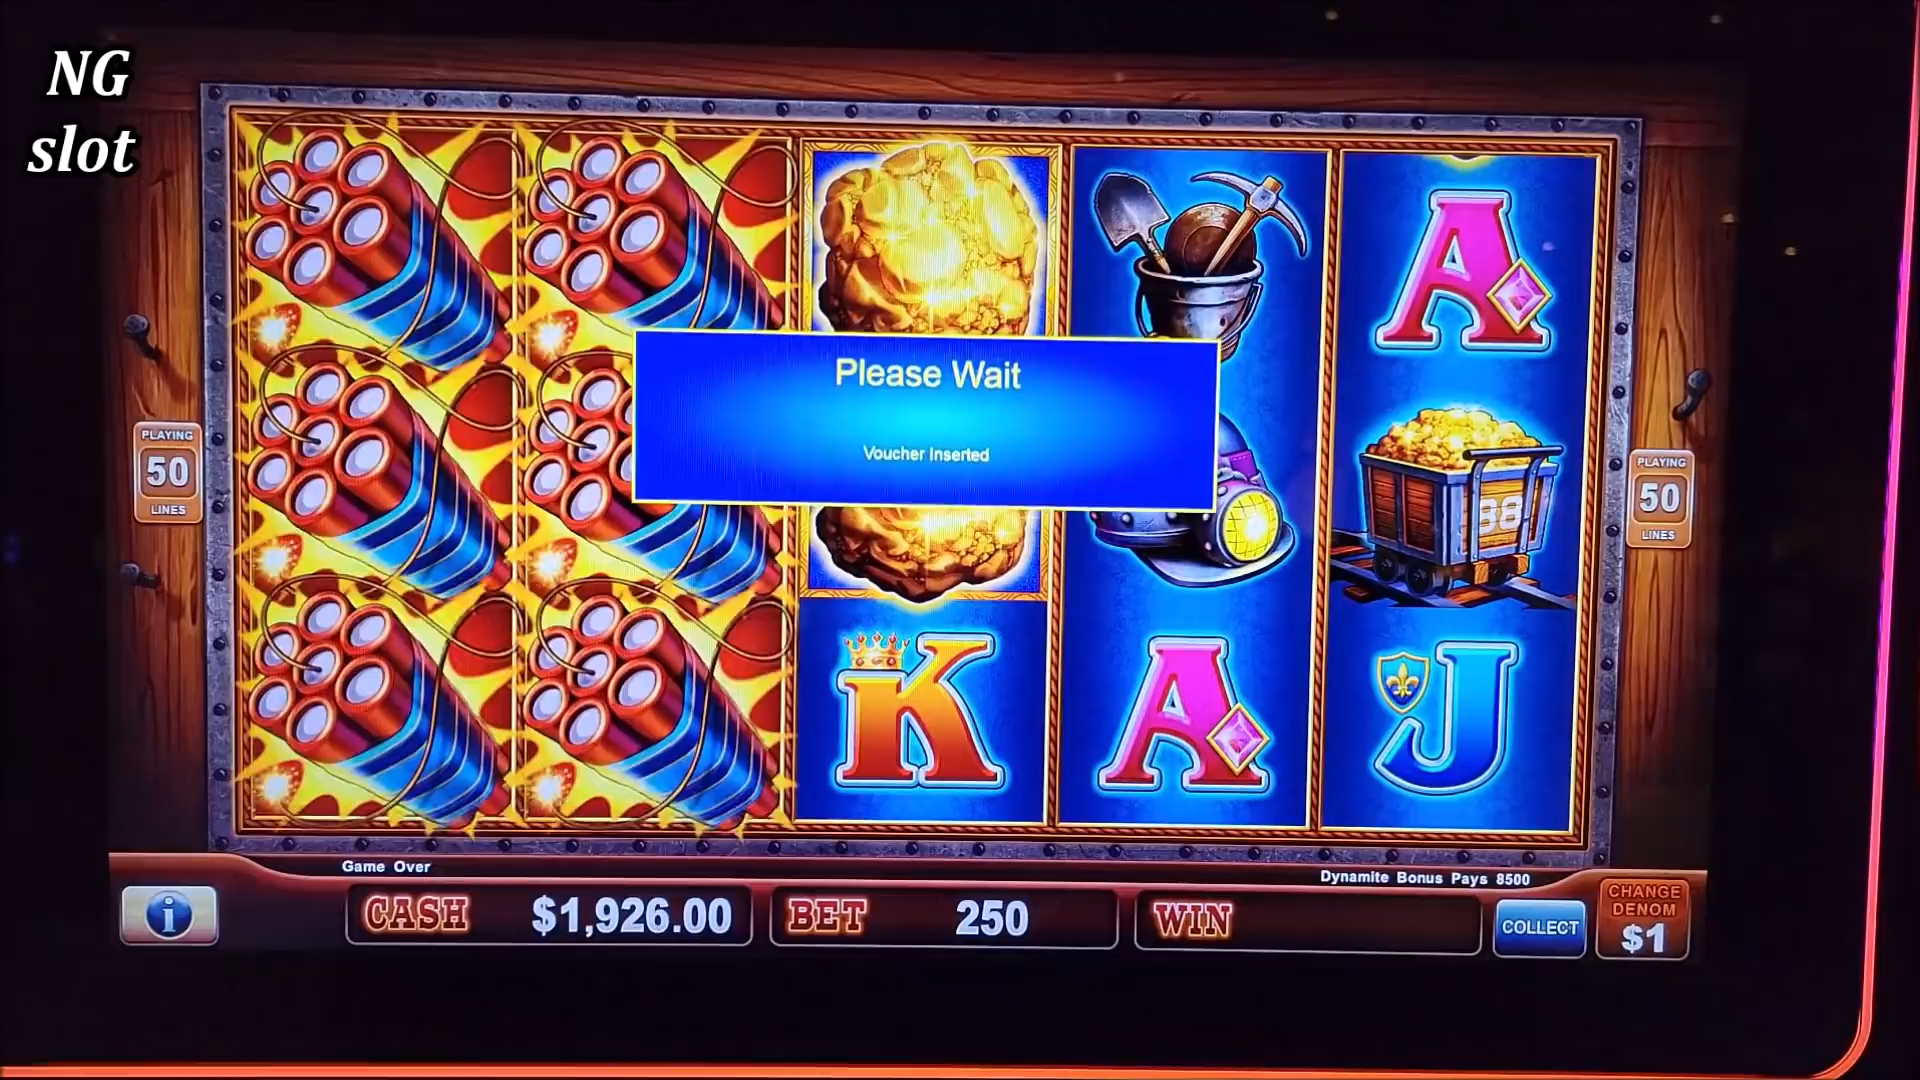 NG
slot
PLAYING
50
LINES
Please Wait
Voucher Inserted
A
88
PLAYING
50
LINES
K
A
J
Game Over
Dynamite Bonus Pays 8500
CASH $1,926.00
BET 250
WIN
COLLECT
CHANGE
DENOM
$1
i